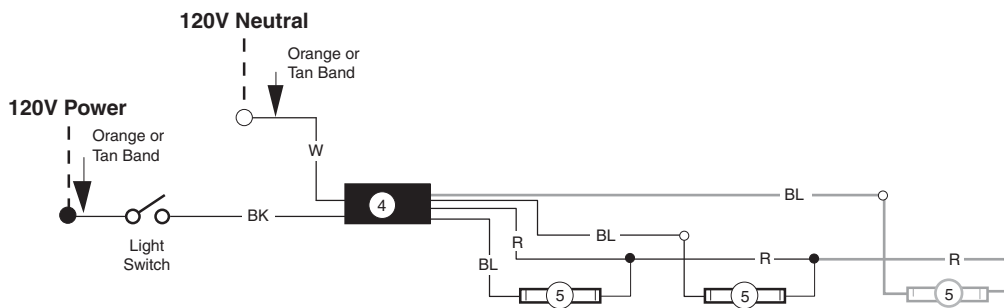 120V Neutral
Orange or
Tan Band
120V Power
Orange or
Tan Band
W
4
BL
BK
R
BL
R
R
BL
Light
Switch
5
5
5